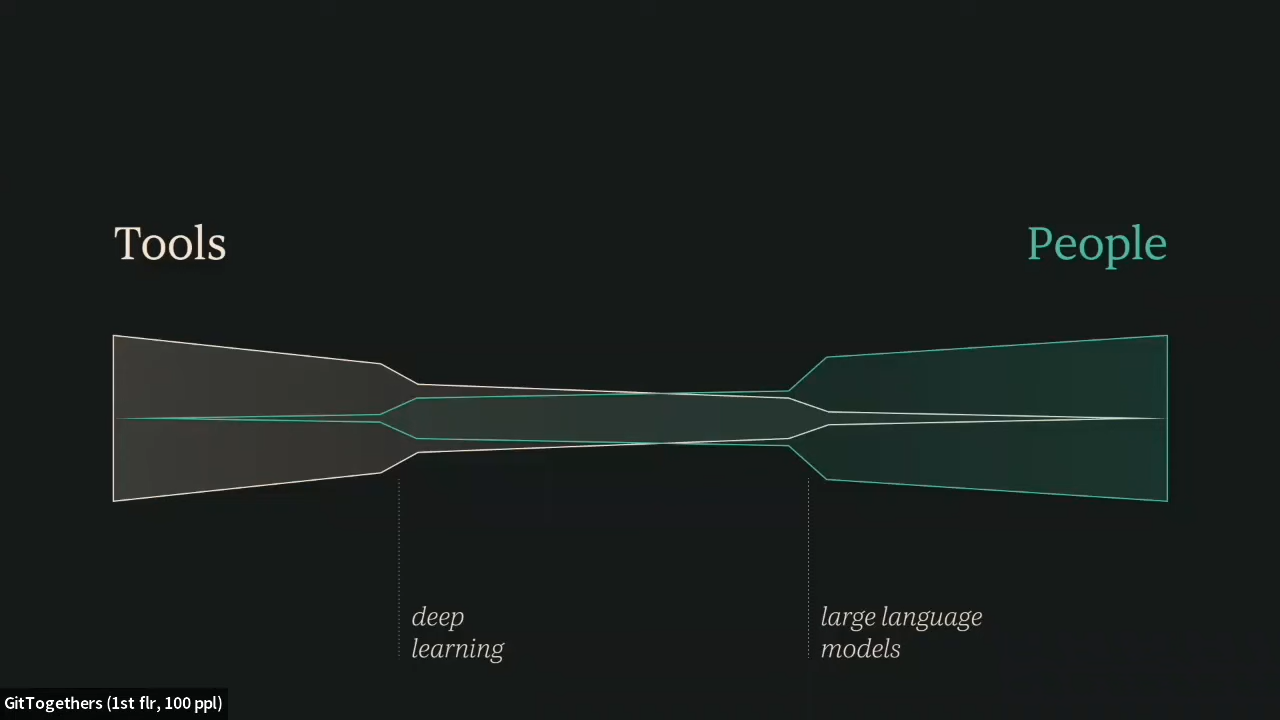 Tools
People
deep
learning
large language
models
GitTogethers (1st flr, 100 ppl)